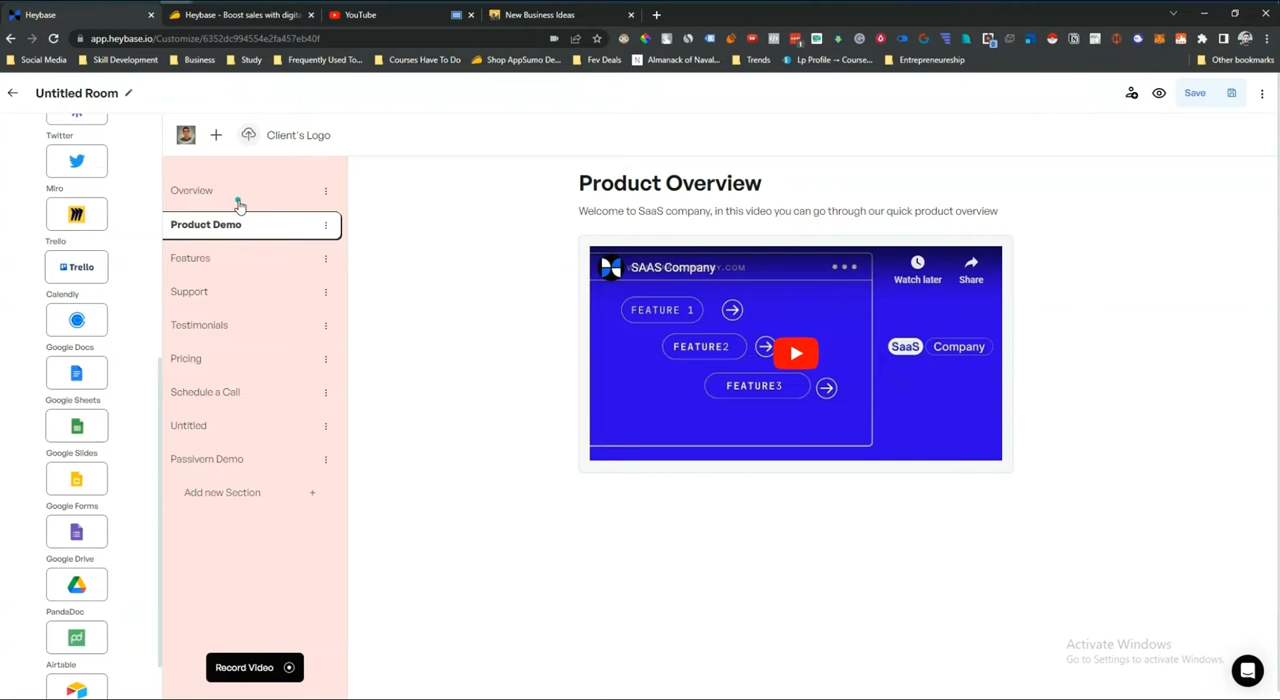 Heybase
Heybase - Boost sales with digita
YouTube
New Business Ideas
app.heybase.io/Customize/6352dc994554e2fa457eb40f
Social Media
Skill Development
Business
Study
Frequently Used To...
Courses Have To Do
Shop AppSumo De...
Fev Deals
Almanack of Naval...
Trends
Lp Profile → Course...
Entrepreneurship
Other bookmarks
Untitled Room
Save
Client's Logo
Twitter
Miro
Trello
Trello
Calendly
Google Docs
Google Sheets
Google Slides
Google Forms
Google Drive
PandaDoc
Airtable
Overview
Product Demo
Features
Support
Testimonials
Pricing
Schedule a Call
Untitled
Passivern Demo
Add new Section +
Record Video
Product Overview
Welcome to SaaS company, in this video you can go through our quick product overview
SAAS Company
Y.COM
Watch later
Share
FEATURE 1
FEATURE2
FEATURE3
SaaS Company
Activate Windows
Go to Settings to activate Windows.